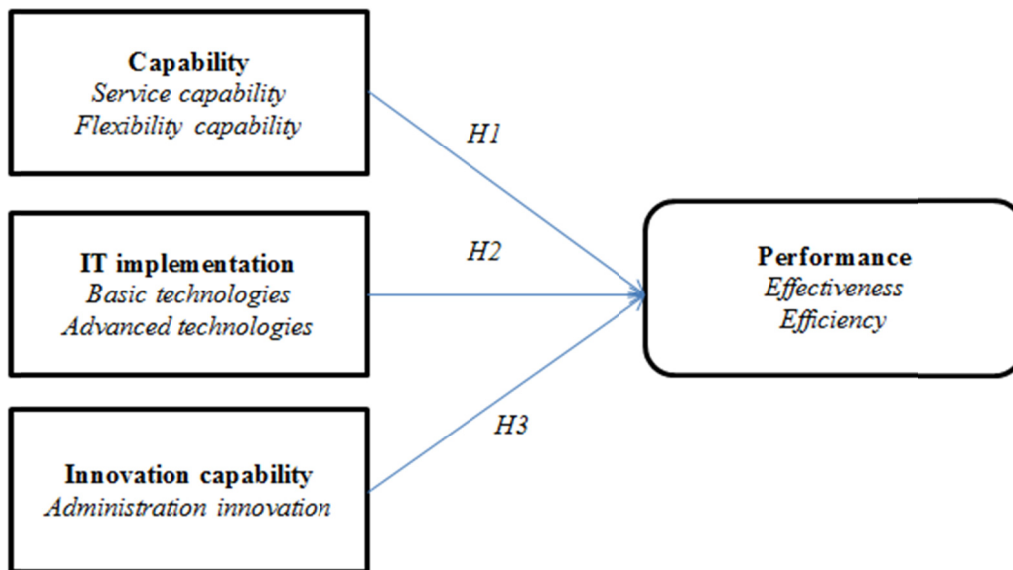 Capability
Service capability
Flexibility capability
H1
IT implementation
Basic technologies
Advanced technologies
H2
Performance
Effectiveness
Efficiency
H3
Innovation capability
Administration innovation